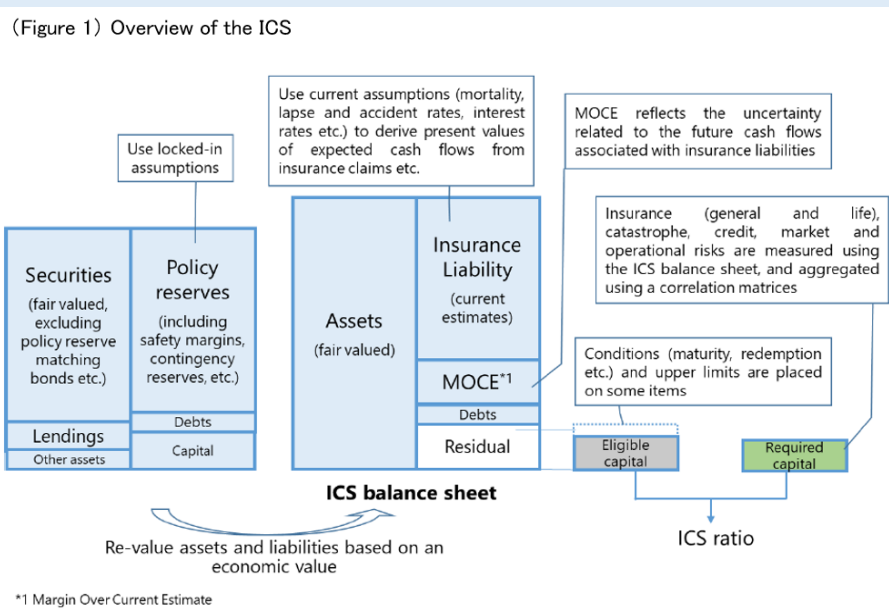 （Figure 1）Overview of the ICS
Use current assumptions (mortality,
lapse and accident rates, interest
rates etc.) to derive present values
of expected cash flows from
insurance claims etc.
MOCE reflects the uncertainty
related to the future cash flows
associated with insurance liabilities
Use locked-in
assumptions
Insurance (general and life),
catastrophe, credit, market and
operational risks are measured using
the ICS balance sheet, and aggregated
using a correlation matrices
Securities
(fair valued,
excluding
policy reserve
matching
bonds etc.)
Lendings
Other assets
Policy
reserves
(including
safety margins,
contingency
reserves, etc.)
Debts
Capital
Assets
(fair valued)
Insurance
Liability
(current
estimates)
MOCE*1
Debts
Residual
Conditions (maturity, redemption
etc.) and upper limits are placed
on some items
Eligible
capital
Required
capital
ICS balance sheet
ICS ratio
Re-value assets and liabilities based on an
economic value
*1 Margin Over Current Estimate